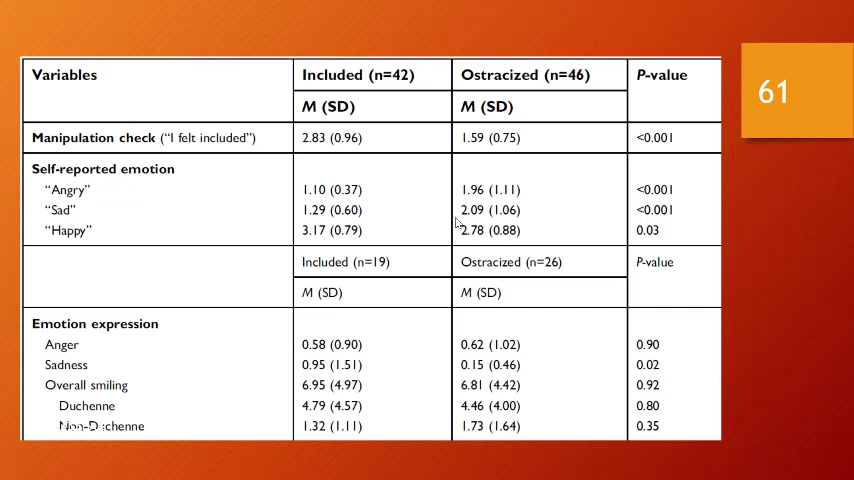 Variables Included (n=42) Ostracized (n=46) P-value
M (SD) M (SD)
Manipulation check (“I felt included”) 2.83 (0.96) 1.59 (0.75) <0.001
Self-reported emotion
“Angry” 1.10 (0.37) 1.96 (1.11) <0.001
“Sad” 1.29 (0.60) 2.09 (1.06) <0.001
“Happy” 3.17 (0.79) 2.78 (0.88) 0.03
Included (n=19) Ostracized (n=26) P-value
M (SD) M (SD)
Emotion expression
Anger 0.58 (0.90) 0.62 (1.02) 0.90
Sadness 0.95 (1.51) 0.15 (0.46) 0.02
Overall smiling 6.95 (4.97) 6.81 (4.42) 0.92
Duchenne 4.79 (4.57) 4.46 (4.00) 0.80
Non-Duchenne 1.32 (1.11) 1.73 (1.64) 0.35
61